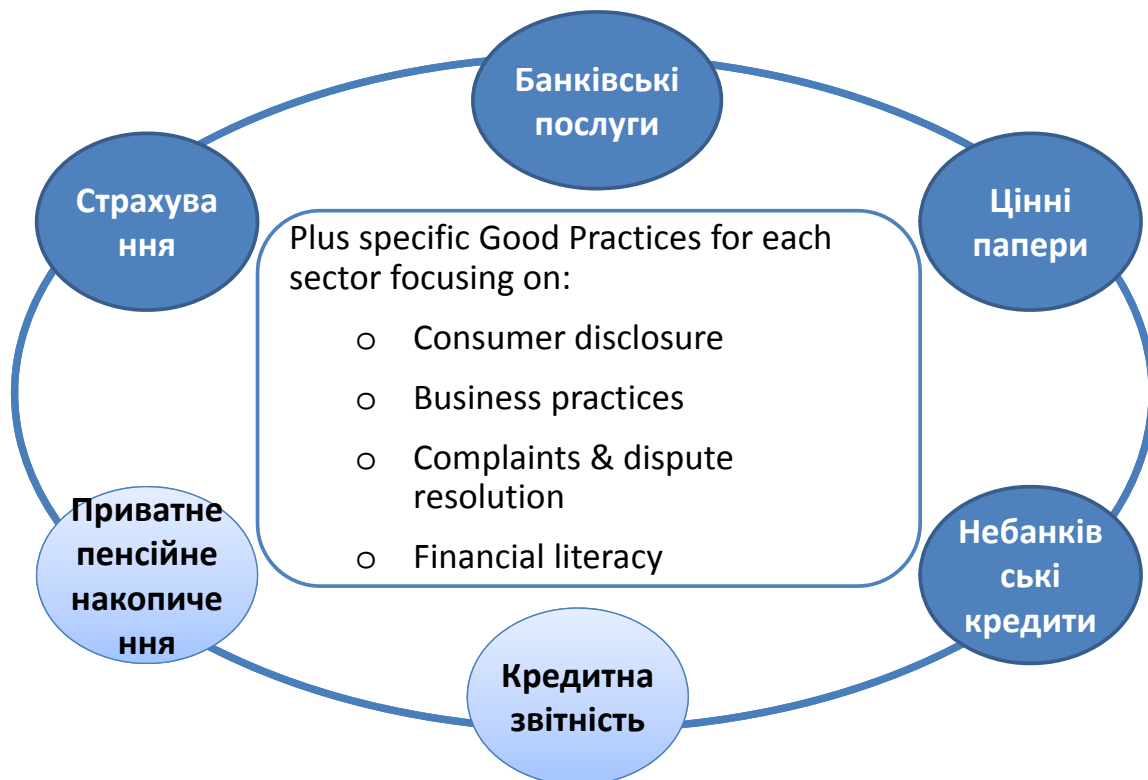 Банківські
послуги
Страхува
ння
Цінні
папери
Plus specific Good Practices for each
sector focusing on:
o Consumer disclosure
o Business practices
o Complaints & dispute
resolution
o Financial literacy
Приватне
пенсійне
накопиче
ння
Небанків
ські
кредити
Кредитна
звітність